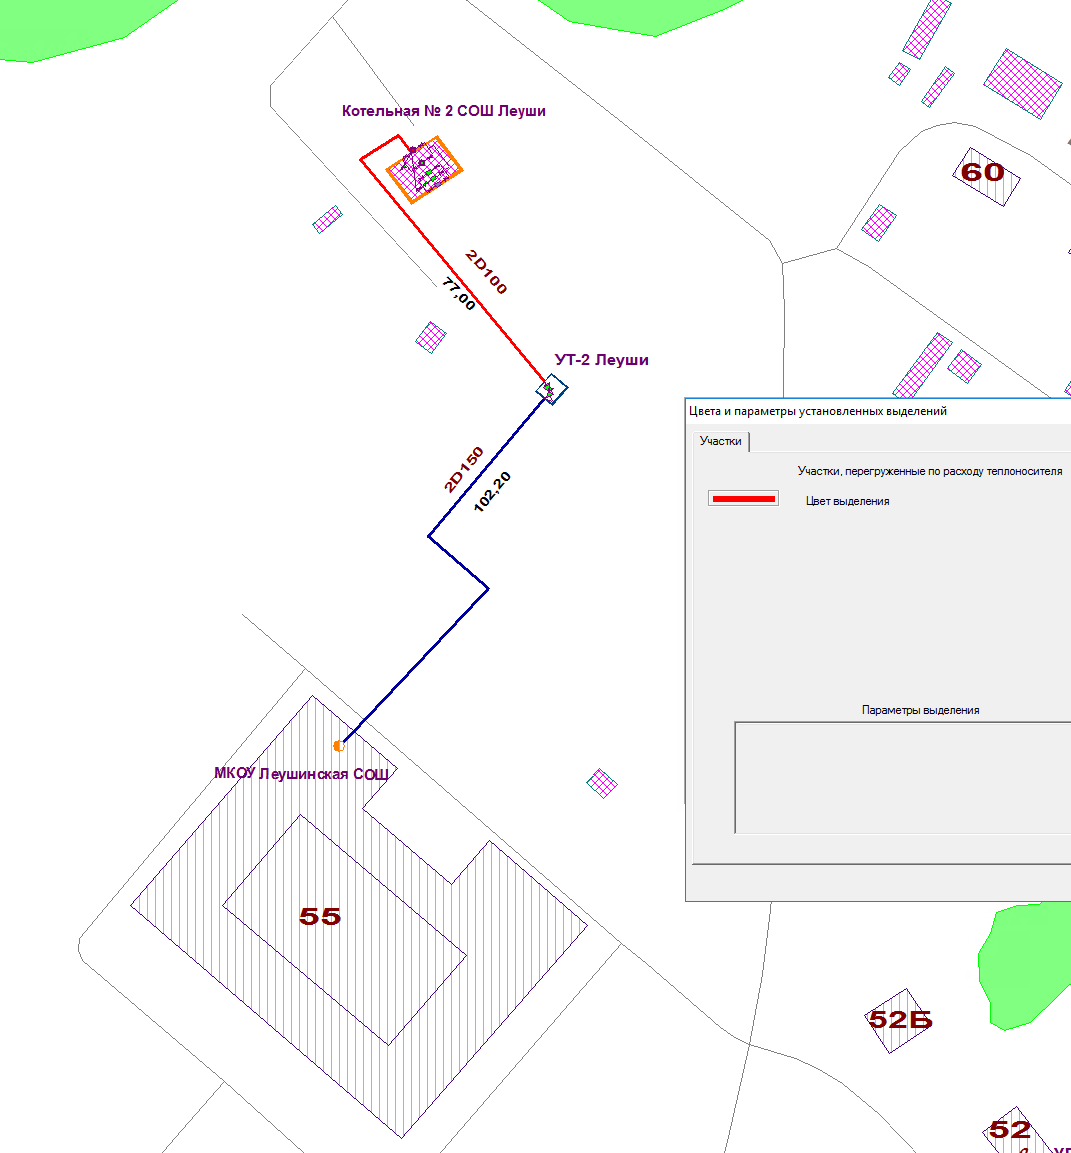 Котельная № 2 СОШ Леуши
60
2D100
77,00
УТ-2 Леуши
Цвета и параметры установленных выделений
Участки
Участки, перегруженные по расходу теплоносителя
Цвет выделения
2D150
102,20
Параметры выделения
МКОУ Леушинская СОШ
55
52Б
52